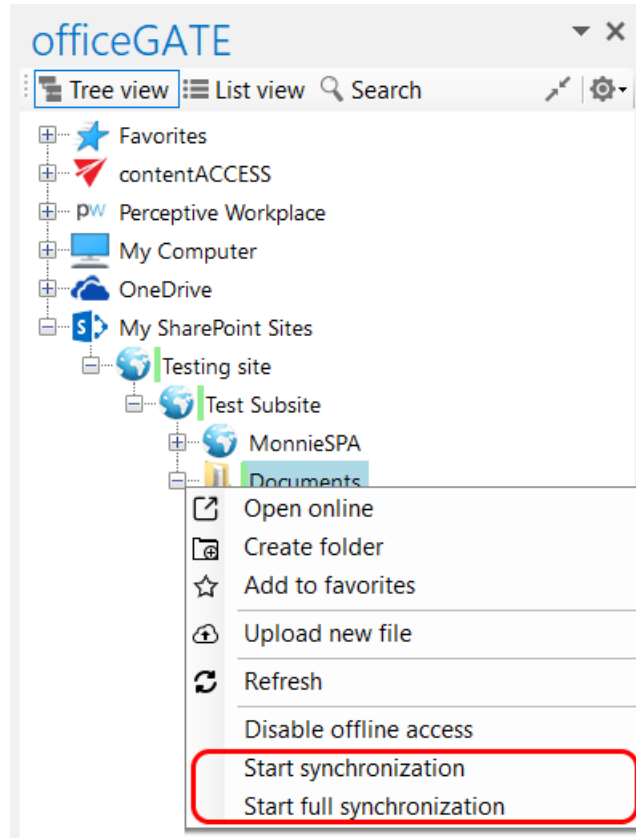 officeGATE
Tree view List view Search
Favorites
contentACCESS
pw Perceptive Workplace
My Computer
OneDrive
S My SharePoint Sites
Testing site
Test Subsite
MonnieSPA
Documents
Open online
Create folder
Add to favorites
Upload new file
Refresh
Disable offline access
Start synchronization
Start full synchronization